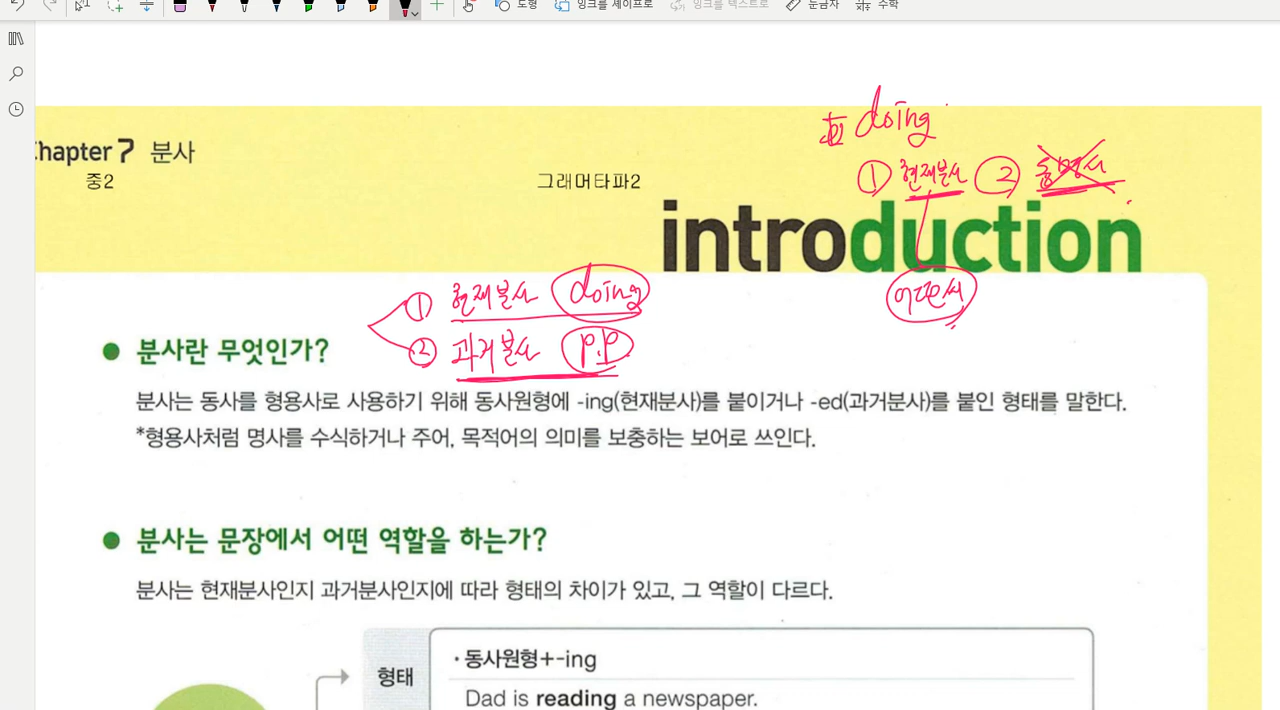 도형
잉크를 셰이프로
잉크를 텍스트로
눈금자
수학
doing
Chapter 7 분사
중2
그래머타파2
① 현재분사 ② 동명사
introduction
어떤씨
① 현재분사 doing
② 과거분사 p.p
분사란 무엇인가?
분사는 동사를 형용사로 사용하기 위해 동사원형에 -ing(현재분사)를 붙이거나 -ed(과거분사)를 붙인 형태를 말한다.
*형용사처럼 명사를 수식하거나 주어, 목적어의 의미를 보충하는 보어로 쓰인다.
분사는 문장에서 어떤 역할을 하는가?
분사는 현재분사인지 과거분사인지에 따라 형태의 차이가 있고, 그 역할이 다르다.
형태
· 동사원형+-ing
Dad is reading a newspaper.